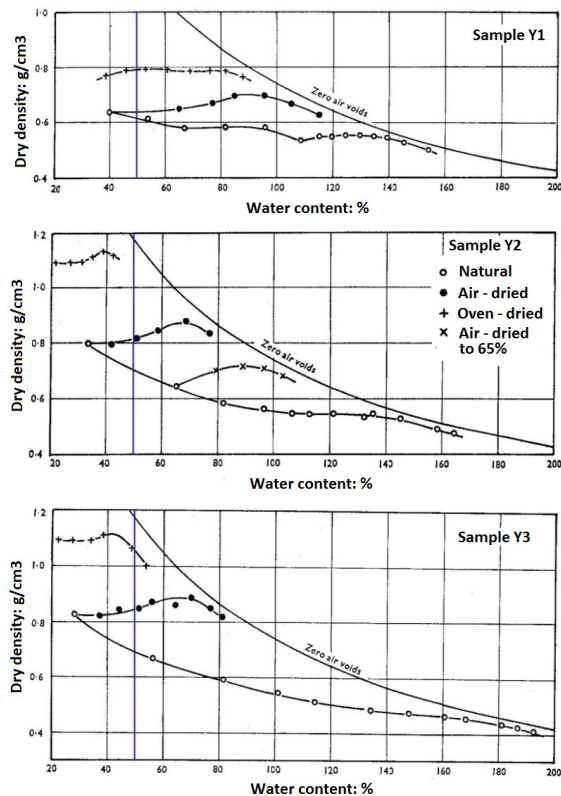 1·0
Sample Y1
0·8
Zero air voids
0·6
0·4
20 40 60 80 100 120 140 160 180 200
Dry density: g/cm3
Water content: %
1·2
Sample Y2
Natural
1·0
Air - dried
Oven - dried
Air - dried
to 65%
0·8
Zero air voids
0·6
0·4
20 40 60 80 100 120 140 160 180 200
Dry density: g/cm3
Water content: %
1·2
Sample Y3
1·0
0·8
Zero air voids
0·6
0·4
20 40 60 80 100 120 143 160 180 200
Dry density: g/cm3
Water content: %